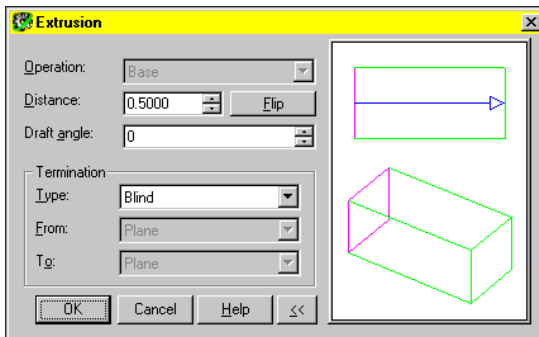 Extrusion
Operation: Base
Distance: 0.5000 Flip
Draft angle: 0
Termination
Type: Blind
From: Plane
To: Plane
OK Cancel Help <<